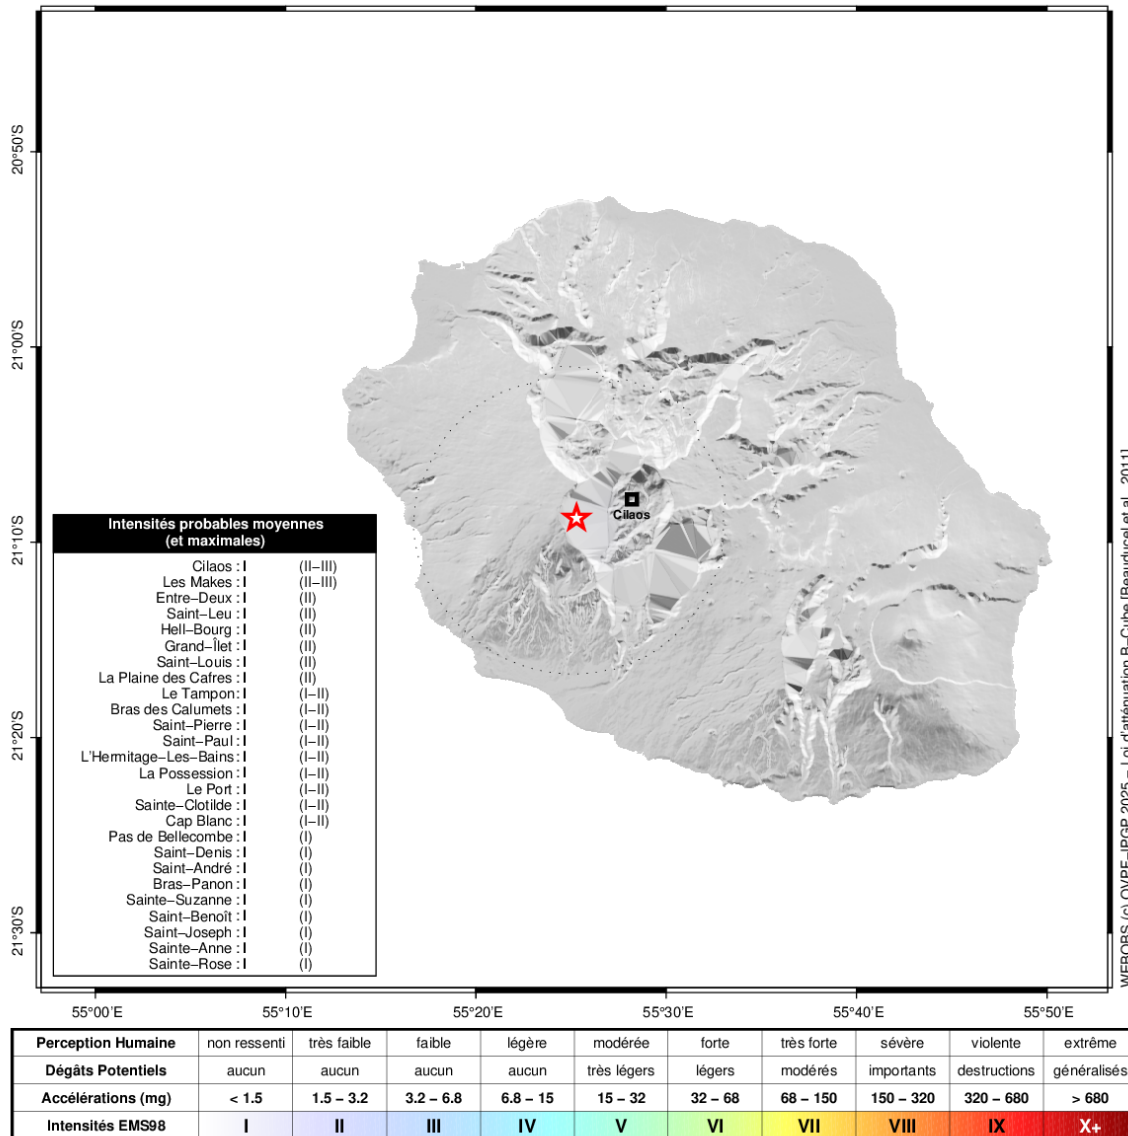 20°50'S
21°00'S
21°10'S
21°20'S
21°30'S
Cilaos
Intensités probables moyennes
(et maximales)
Cilaos : I (II–III)
Les Makes : I (II–III)
Entre–Deux : I (II)
Saint–Leu : I (II)
Hell–Bourg : I (II)
Grand–Îlet : I (II)
Saint–Louis : I (II)
La Plaine des Cafres : I (II)
Le Tampon : I (I–II)
Bras des Calumets : I (I–II)
Saint–Pierre : I (I–II)
Saint–Paul : I (I–II)
L'Hermitage–Les–Bains : I (I–II)
La Possession : I (I–II)
Le Port : I (I–II)
Sainte–Clotilde : I (I–II)
Cap Blanc : I (I–II)
Pas de Bellecombe : I (I)
Saint–Denis : I (I)
Saint–André : I (I)
Bras–Panon : I (I)
Sainte–Suzanne : I (I)
Saint–Benoît : I (I)
Saint–Joseph : I (I)
Sainte–Anne : I (I)
Sainte–Rose : I (I)
WEBOBS (c) OVPF–IPGP 2025 – Loi d'atténuation B–Cube [Beauducel et al., 2011]
55°00'E 55°10'E 55°20'E 55°30'E 55°40'E 55°50'E
Perception Humaine non ressenti très faible faible légère modérée forte très forte sévère violente extrême
Dégâts Potentiels aucun aucun aucun aucun très légers légers modérés importants destructions généralisés
Accélérations (mg) < 1.5 1.5 – 3.2 3.2 – 6.8 6.8 – 15 15 – 32 32 – 68 68 – 150 150 – 320 320 – 680 > 680
Intensités EMS98 I II III IV V VI VII VIII IX X+